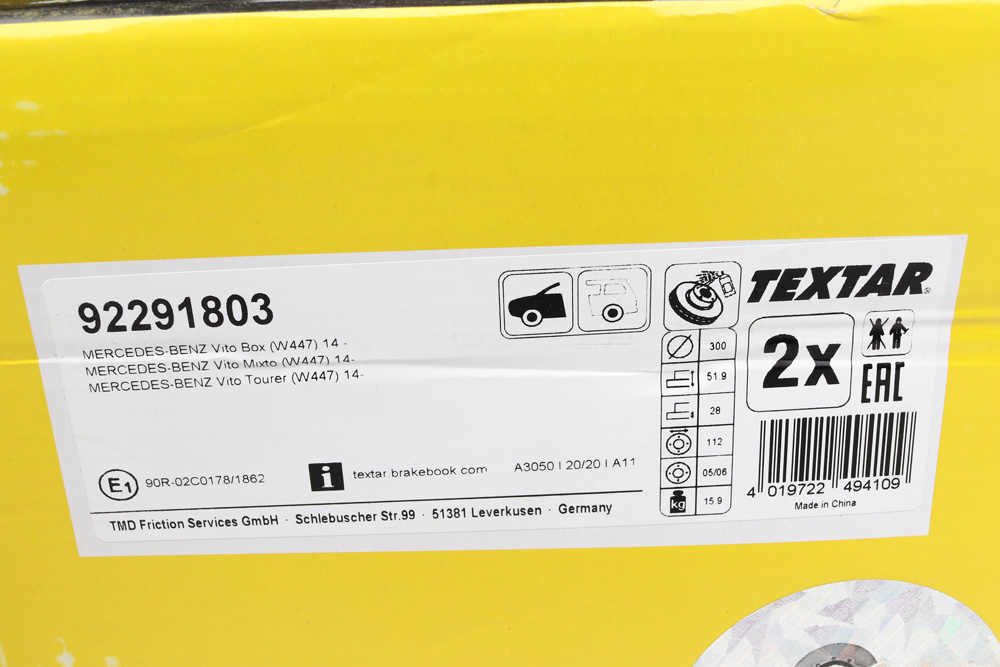 92291803
MERCEDES-BENZ Vito Box (W447) 14 -
MERCEDES-BENZ Vito Mixto (W447) 14-
MERCEDES-BENZ Vito Tourer (W447) 14-
E1 90R-02C0178/1862
i textar.brakebook.com
A3050 | 20/20 | A11
TMD Friction Services GmbH · Schlebuscher Str.99 · 51381 Leverkusen · Germany
300
51.9
28
112
05/06
kg 15.9
TEXTAR®
2x
EAC
4 019722 494109
Made in China